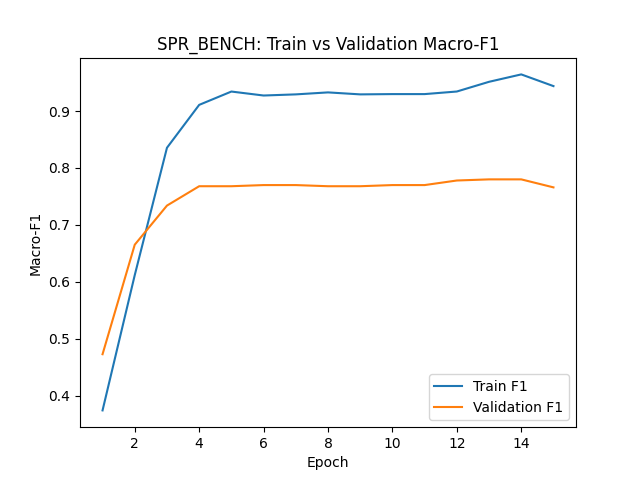 SPR_BENCH: Train vs Validation Macro-F1
Macro-F1
0.9
0.8
0.7
0.6
0.5
0.4
2 4 6 8 10 12 14
Epoch
Train F1
Validation F1